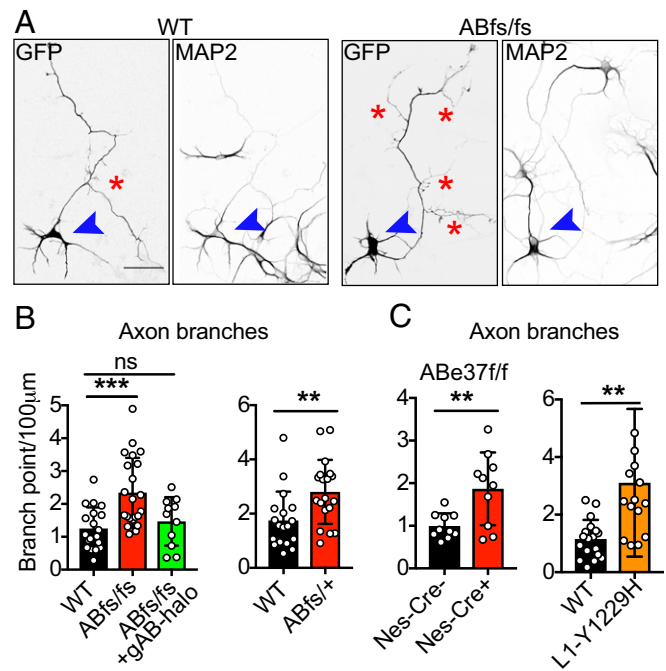 A
WT ABfs/fs
GFP MAP2 GFP MAP2
*
* * * *
B Axon branches
C Axon branches
ns
***
**
ABe37f/f
**
**
Branch point/100μm
5
4
3
2
1
0
WT
ABfs/fs
ABfs/fs
+gAB-halo
6
4
2
0
WT
ABfs/+
4
3
2
1
0
Nes-Cre-
Nes-Cre+
6
4
2
0
WT
L1-Y1229H